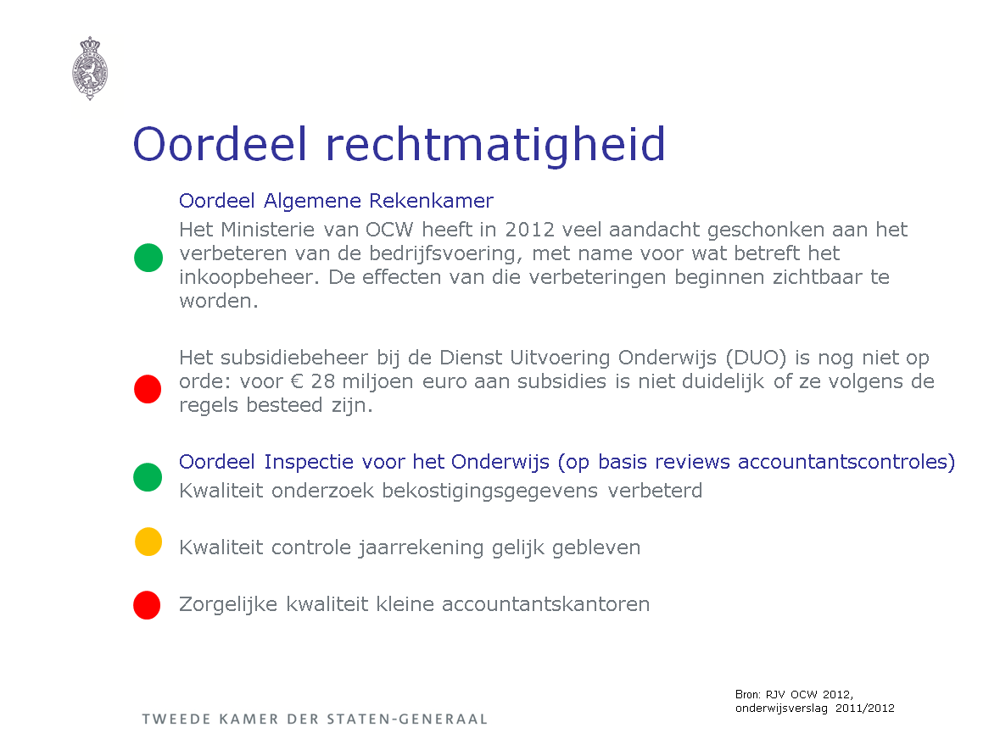 Oordeel rechtmatigheid
Oordeel Algemene Rekenkamer
Het Ministerie van OCW heeft in 2012 veel aandacht geschonken aan het
verbeteren van de bedrijfsvoering, met name voor wat betreft het
inkoopbeheer. De effecten van die verbeteringen beginnen zichtbaar te
worden.
Het subsidiebeheer bij de Dienst Uitvoering Onderwijs (DUO) is nog niet op
orde: voor € 28 miljoen euro aan subsidies is niet duidelijk of ze volgens de
regels besteed zijn.
Oordeel Inspectie voor het Onderwijs (op basis reviews accountantscontroles)
Kwaliteit onderzoek bekostigingsgegevens verbeterd
Kwaliteit controle jaarrekening gelijk gebleven
Zorgelijke kwaliteit kleine accountantskantoren
Bron: RJV OCW 2012,
onderwijsverslag 2011/2012
TWEEDE KAMER DER STATEN-GENERAAL